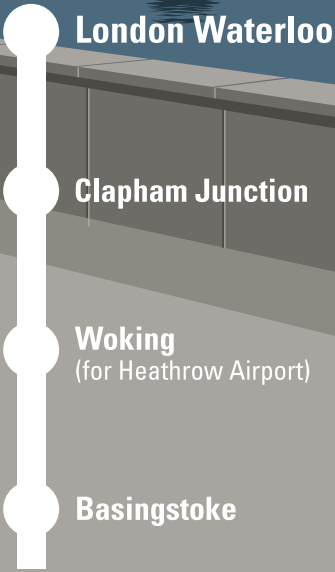 London Waterloo
Clapham Junction
Woking
(for Heathrow Airport)
Basingstoke